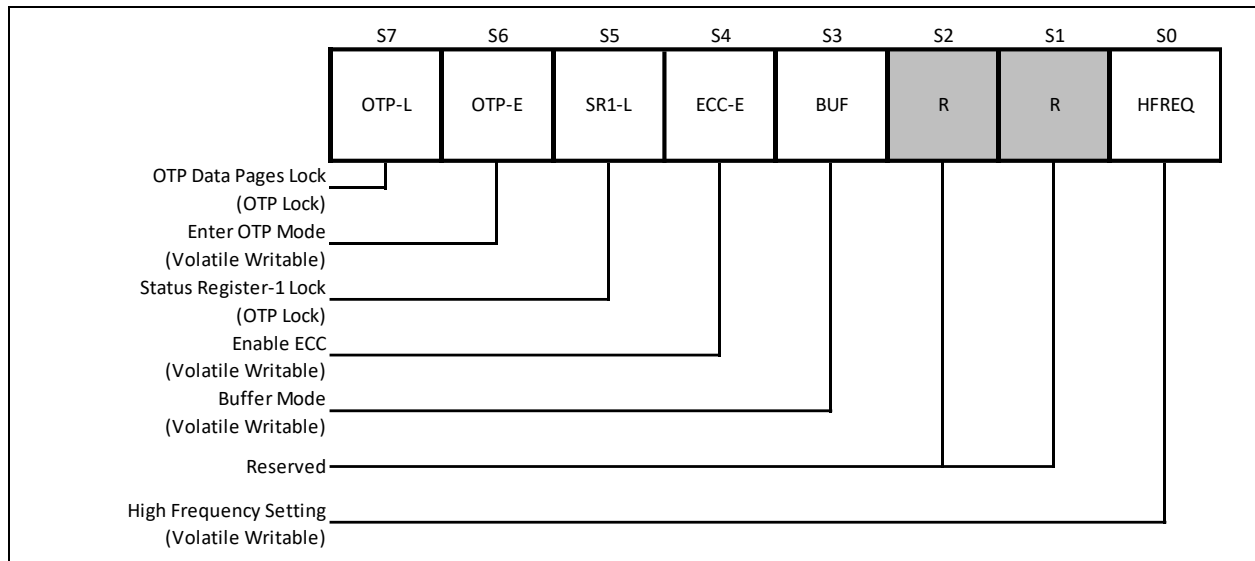 S7 S6 S5 S4 S3 S2 S1 S0
OTP-L OTP-E SR1-L ECC-E BUF R R HFREQ
OTP Data Pages Lock
(OTP Lock)
Enter OTP Mode
(Volatile Writable)
Status Register-1 Lock
(OTP Lock)
Enable ECC
(Volatile Writable)
Buffer Mode
(Volatile Writable)
Reserved
High Frequency Setting
(Volatile Writable)